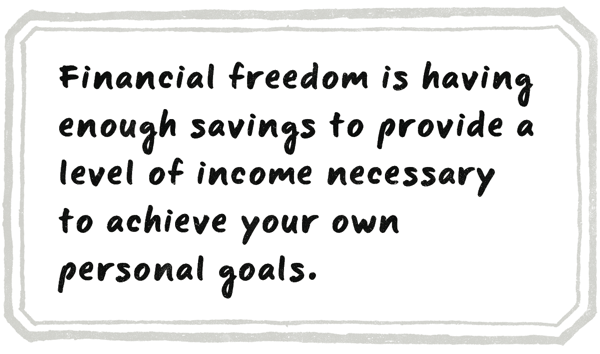 Financial freedom is having
enough savings to provide a
level of income necessary
to achieve your own
personal goals.